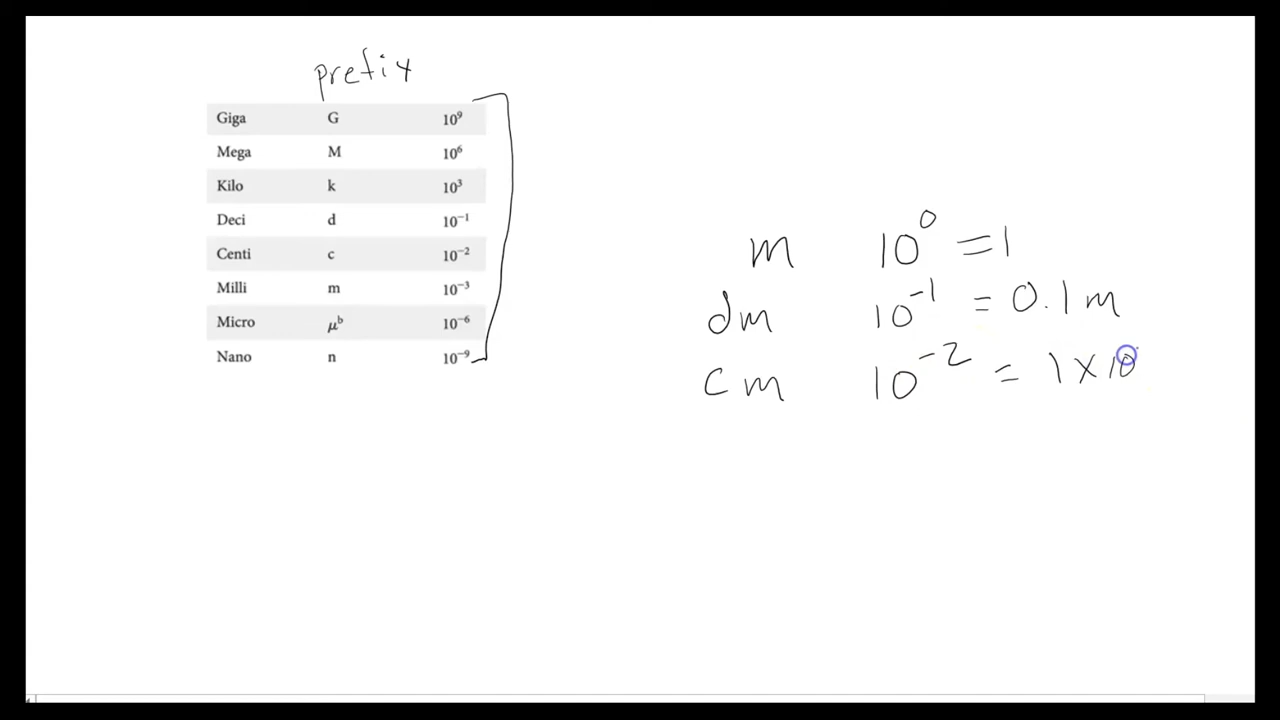 prefix
Giga G 10⁹
Mega M 10⁶
Kilo k 10³
Deci d 10⁻¹
Centi c 10⁻²
Milli m 10⁻³
Micro μᵇ 10⁻⁶
Nano n 10⁻⁹
m 10⁰ = 1
dm 10⁻¹ = 0.1 m
cm 10⁻² = 1 × 10